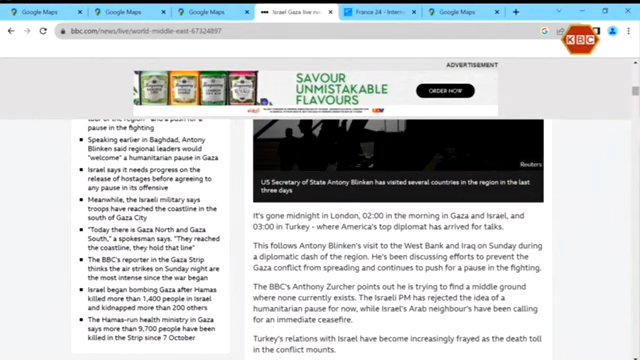 Google Maps
Google Maps
Google Maps
Israel Gaza live ne
France 24 - Intern
Google Maps
bbc.com/news/live/world-middle-east-67324897
KBC
ADVERTISEMENT
SAVOUR
UNMISTAKABLE
FLAVOURS
ORDER NOW
tour of the region" and a push for a
pause in the fighting
Speaking earlier in Baghdad, Antony
Blinken said regional leaders would
"welcome" a humanitarian pause in Gaza
Israel says it needs progress on the
release of hostages before agreeing to
any pause in its offensive
Meanwhile, the Israeli military says
troops have reached the coastline in the
south of Gaza City
"Today there is Gaza North and Gaza
South," a spokesman says. "They reached
the coastline, they hold that line"
The BBC's reporter in the Gaza Strip
thinks the air strikes on Sunday night are
the most intense since the war began
Israel began bombing Gaza after Hamas
killed more than 1,400 people in Israel
and kidnapped more than 200 others
The Hamas-run health ministry in Gaza
says more than 9,700 people have been
killed in the Strip since 7 October
Reuters
US Secretary of State Antony Blinken has visited several countries in the region in the last
three days
It's gone midnight in London, 02:00 in the morning in Gaza and Israel, and
03:00 in Turkey - where America's top diplomat has arrived for talks.
This follows Antony Blinken's visit to the West Bank and Iraq on Sunday during
a diplomatic dash of the region. He's been discussing efforts to prevent the
Gaza conflict from spreading and continues to push for a pause in the fighting.
The BBC's Anthony Zurcher points out he is trying to find a middle ground
where none currently exists. The Israeli PM has rejected the idea of a
humanitarian pause for now, while Israel's Arab neighbour's have been calling
for an immediate ceasefire.
Turkey's relations with Israel have become increasingly frayed as the death toll
in the conflict mounts.